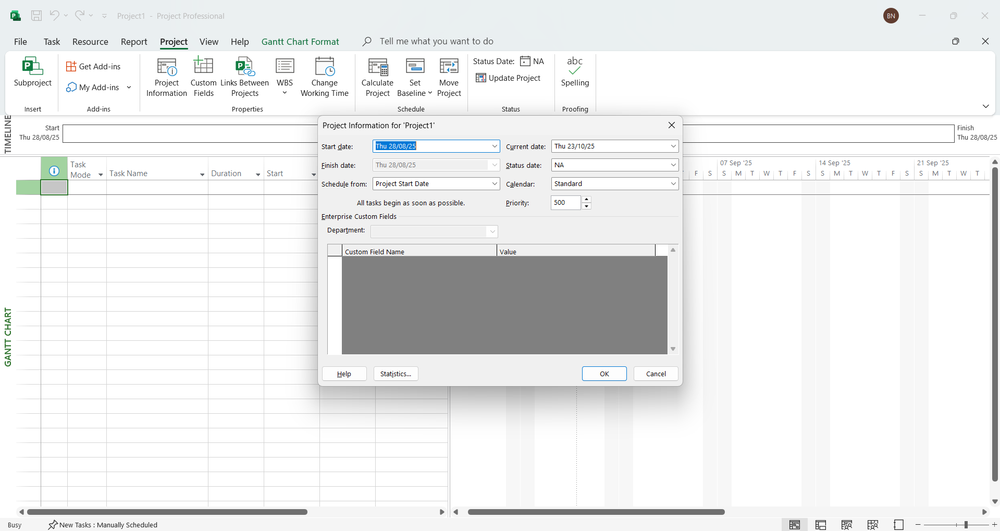 Project1 - Project Professional
BN
File Task Resource Report Project View Help Gantt Chart Format Tell me what you want to do
Subproject
Insert
Get Add-ins
My Add-ins
Add-ins
Project Information
Custom Fields
Links Between Projects
WBS
Change Working Time
Properties
Calculate Project
Set Baseline
Move Project
Schedule
Status Date: NA
Update Project
Status
abc
Spelling
Proofing
TIMELINE
Start
Thu 28/08/25
Finish
Thu 28/08/25
Project Information for 'Project1'
Start date: Thu 28/08/25 Current date: Thu 23/10/25
Finish date: Thu 28/08/25 Status date: NA
Schedule from: Project Start Date Calendar: Standard
All tasks begin as soon as possible. Priority: 500
Enterprise Custom Fields
Department:
Custom Field Name Value
Help Statistics... OK Cancel
Task Mode Task Name Duration Start
07 Sep '25 14 Sep '25 21 Sep '25
F S S M T W T F S S M T W T F S S M T W T
GANTT CHART
Busy New Tasks : Manually Scheduled